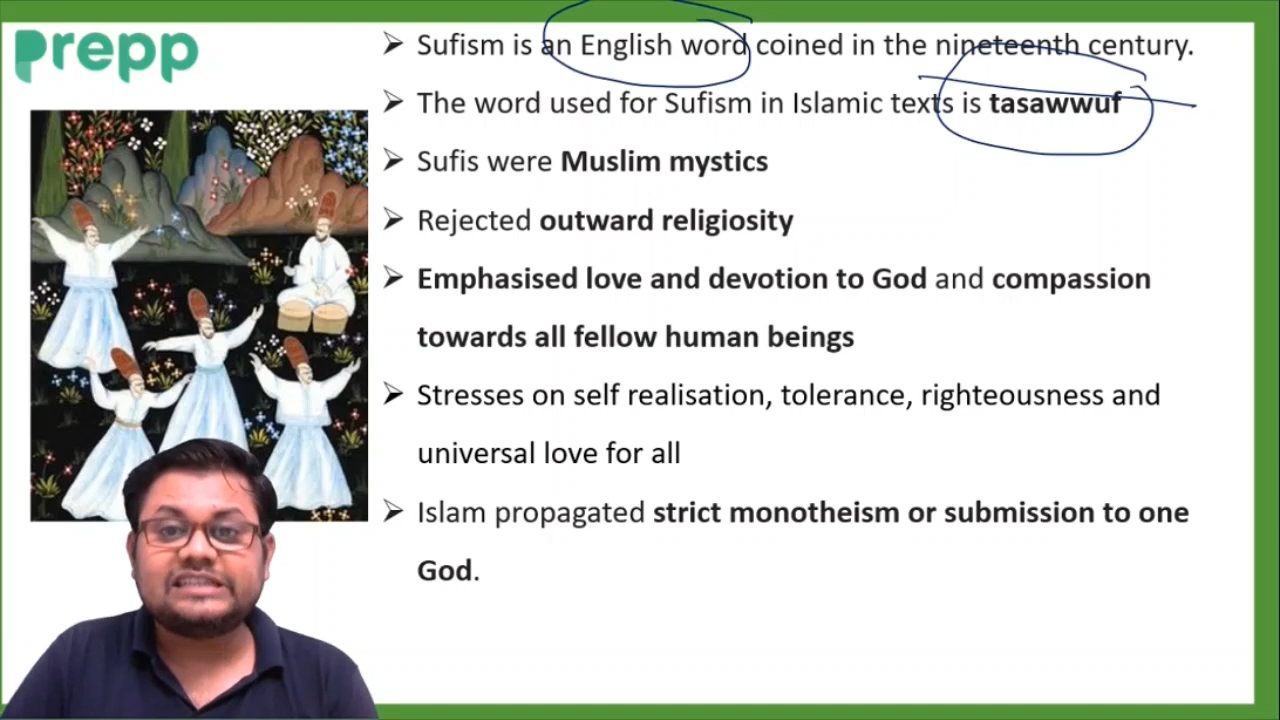 prepp
➢ Sufism is an English word coined in the nineteenth century.
➢ The word used for Sufism in Islamic texts is tasawwuf
➢ Sufis were Muslim mystics
➢ Rejected outward religiosity
➢ Emphasised love and devotion to God and compassion
towards all fellow human beings
➢ Stresses on self realisation, tolerance, righteousness and
universal love for all
➢ Islam propagated strict monotheism or submission to one
God.